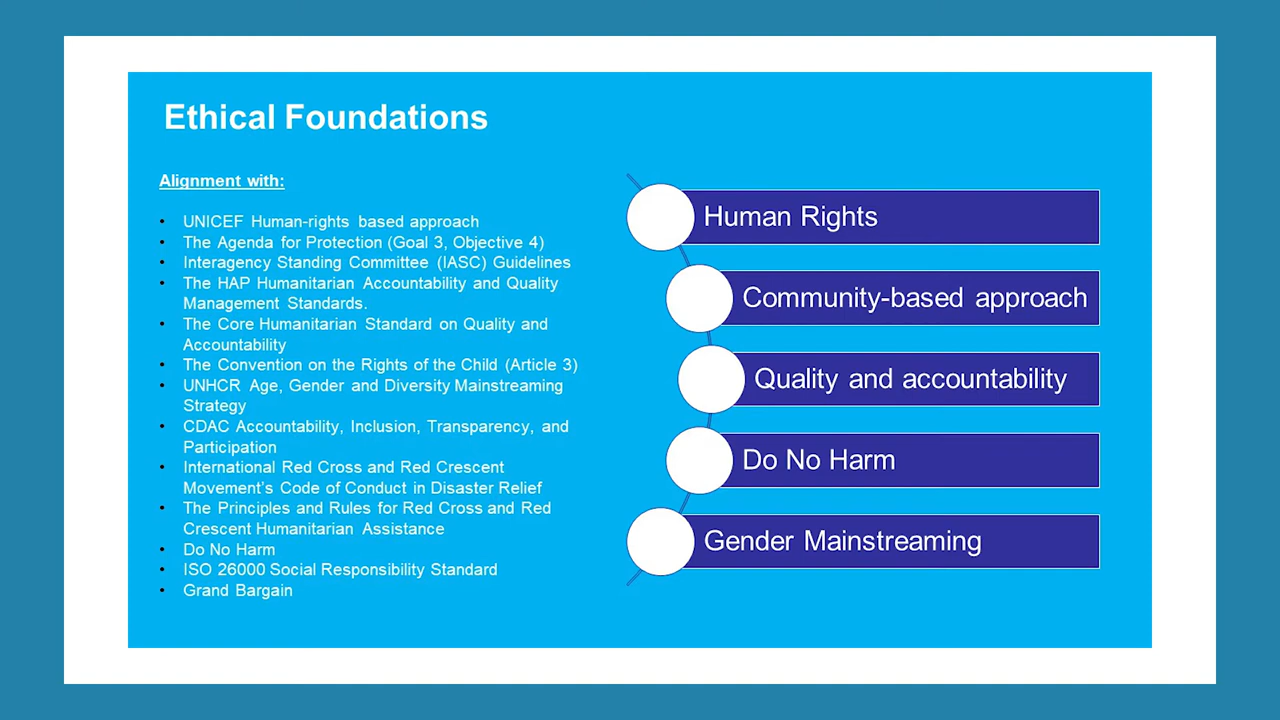 Ethical Foundations
Alignment with:
• UNICEF Human-rights based approach
• The Agenda for Protection (Goal 3, Objective 4)
• Interagency Standing Committee (IASC) Guidelines
• The HAP Humanitarian Accountability and Quality
Management Standards.
• The Core Humanitarian Standard on Quality and
Accountability
• The Convention on the Rights of the Child (Article 3)
• UNHCR Age, Gender and Diversity Mainstreaming
Strategy
• CDAC Accountability, Inclusion, Transparency, and
Participation
• International Red Cross and Red Crescent
Movement's Code of Conduct in Disaster Relief
• The Principles and Rules for Red Cross and Red
Crescent Humanitarian Assistance
• Do No Harm
• ISO 26000 Social Responsibility Standard
• Grand Bargain
Human Rights
Community-based approach
Quality and accountability
Do No Harm
Gender Mainstreaming